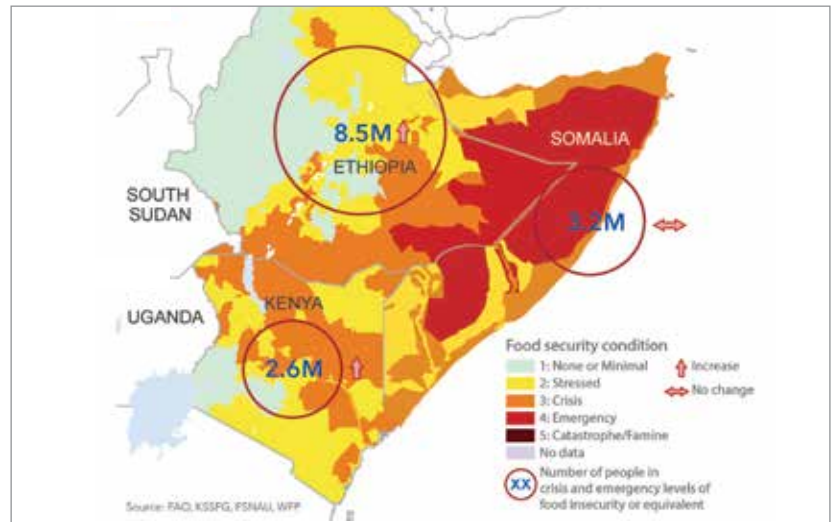 8.5M
ETHIOPIA
SOMALIA
SOUTH
SUDAN
3.2M
UGANDA
KENYA
2.6M
Food security condition
1: None or Minimal
2: Stressed
3: Crisis
4: Emergency
5: Catastrophe/Famine
No data
Increase
No change
XX
Number of people in
crisis and emergency levels of
food insecurity or equivalent
Source: FAO, KSSFG, FSNAU, WFP